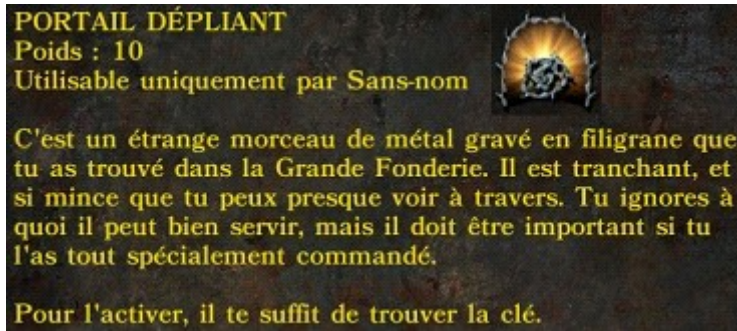 PORTAIL DÉPLIANT
Poids : 10
Utilisable uniquement par Sans-nom
C'est un étrange morceau de métal gravé en filigrane que
tu as trouvé dans la Grande Fonderie. Il est tranchant, et
si mince que tu peux presque voir à travers. Tu ignores à
quoi il peut bien servir, mais il doit être important si tu
l'as tout spécialement commandé.
Pour l'activer, il te suffit de trouver la clé.